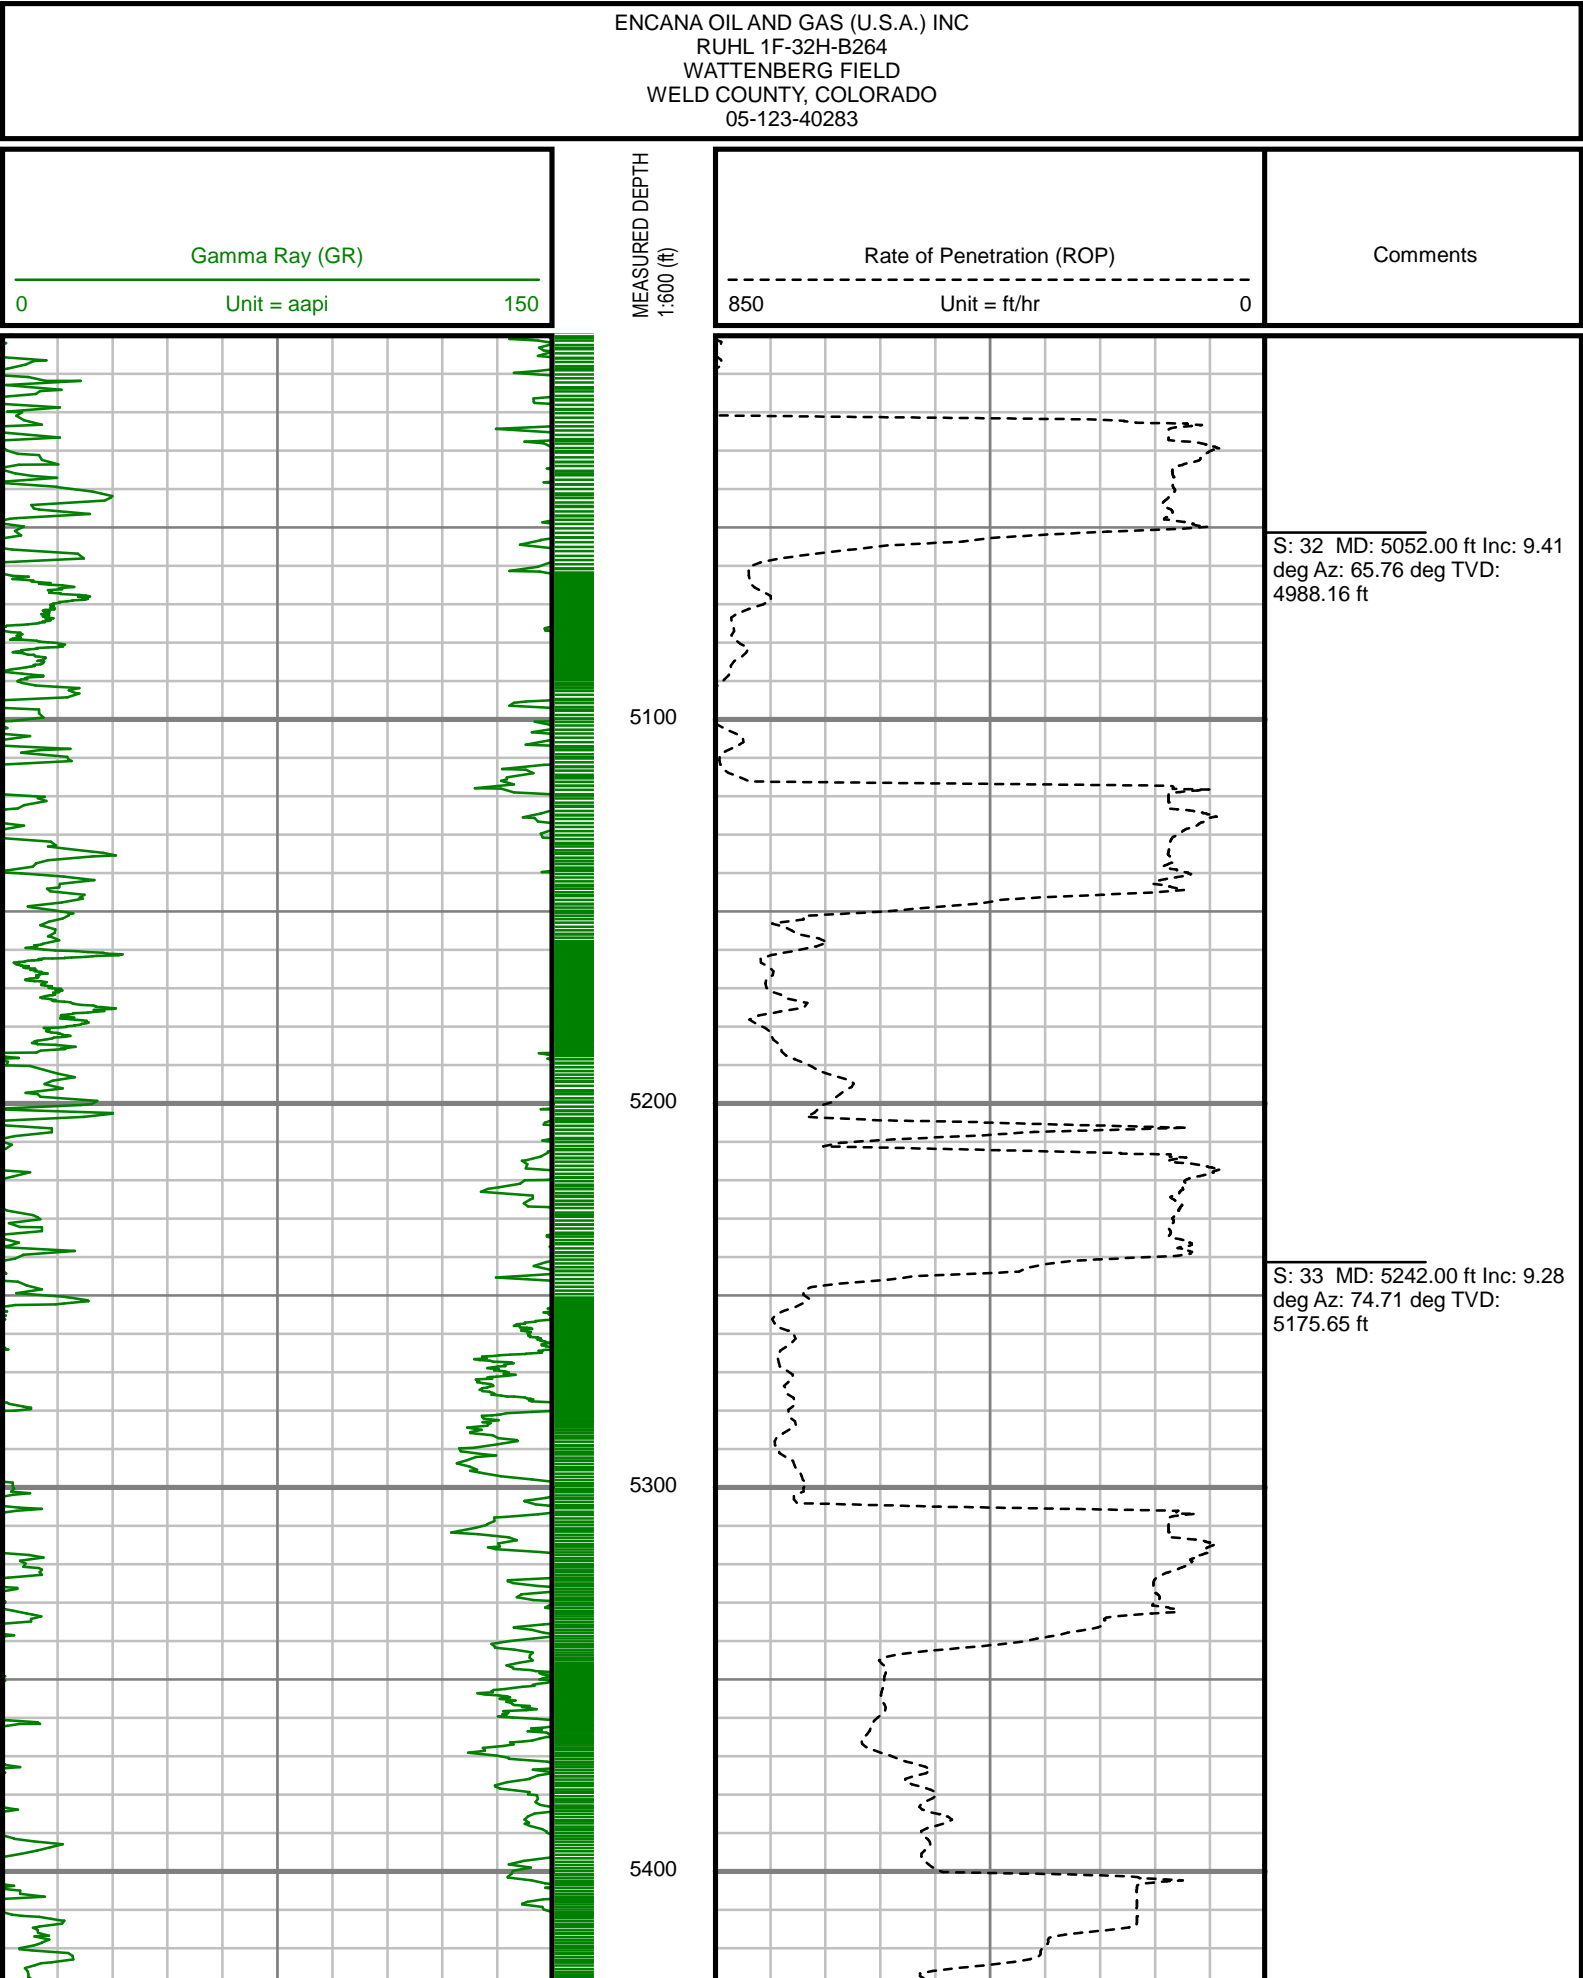 ENCANA OIL AND GAS (U.S.A.) INC
RUHL 1F-32H-B264
WATTENBERG FIELD
WELD COUNTY, COLORADO
05-123-40283
Gamma Ray (GR)
0 Unit = aapi 150
MEASURED DEPTH
1:600 (ft)
Rate of Penetration (ROP)
850 Unit = ft/hr 0
Comments
S: 32 MD: 5052.00 ft Inc: 9.41
deg Az: 65.76 deg TVD:
4988.16 ft
5100
5200
S: 33 MD: 5242.00 ft Inc: 9.28
deg Az: 74.71 deg TVD:
5175.65 ft
5300
5400